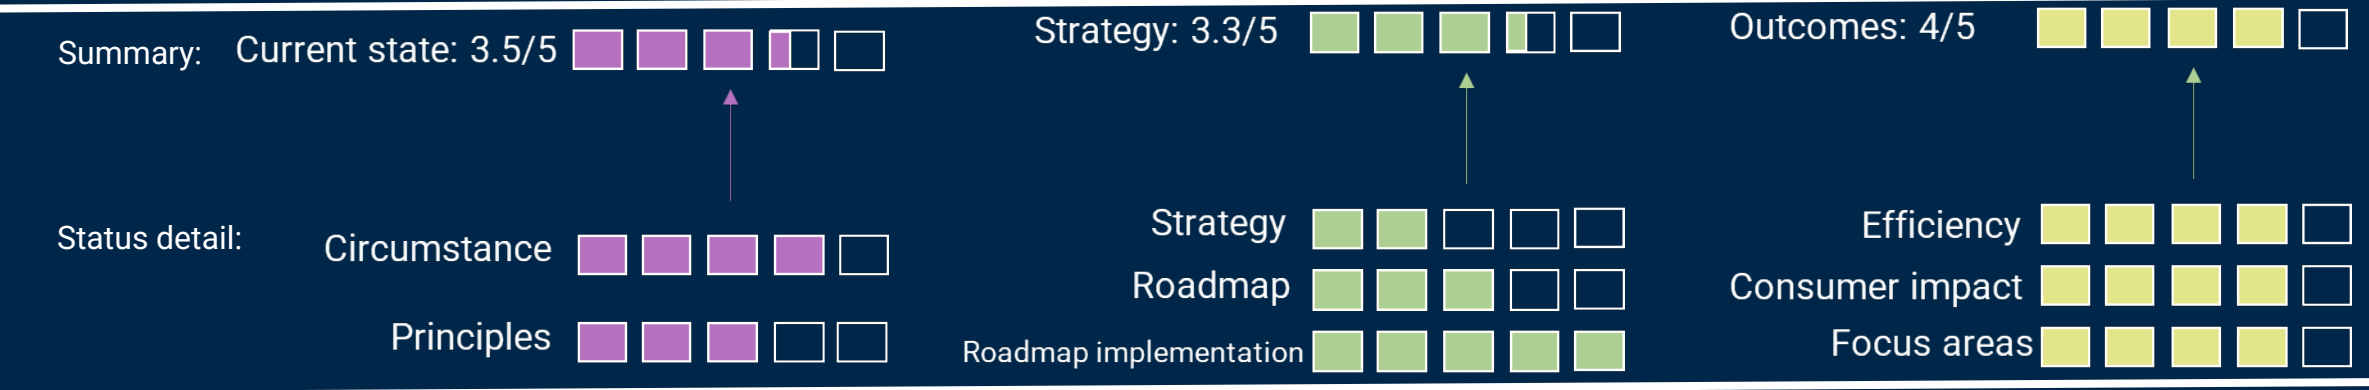 Summary:
Current state: 3.5/5
Strategy: 3.3/5
Outcomes: 4/5
Status detail:
Circumstance
Principles
Strategy
Roadmap
Roadmap implementation
Efficiency
Consumer impact
Focus areas